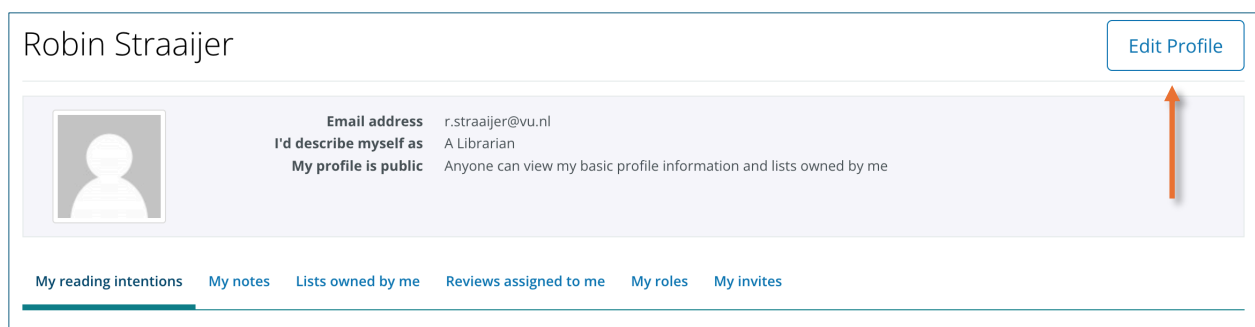 Robin Straaijer
Edit Profile
Email address r.straaijer@vu.nl
I'd describe myself as A Librarian
My profile is public Anyone can view my basic profile information and lists owned by me
My reading intentions My notes Lists owned by me Reviews assigned to me My roles My invites